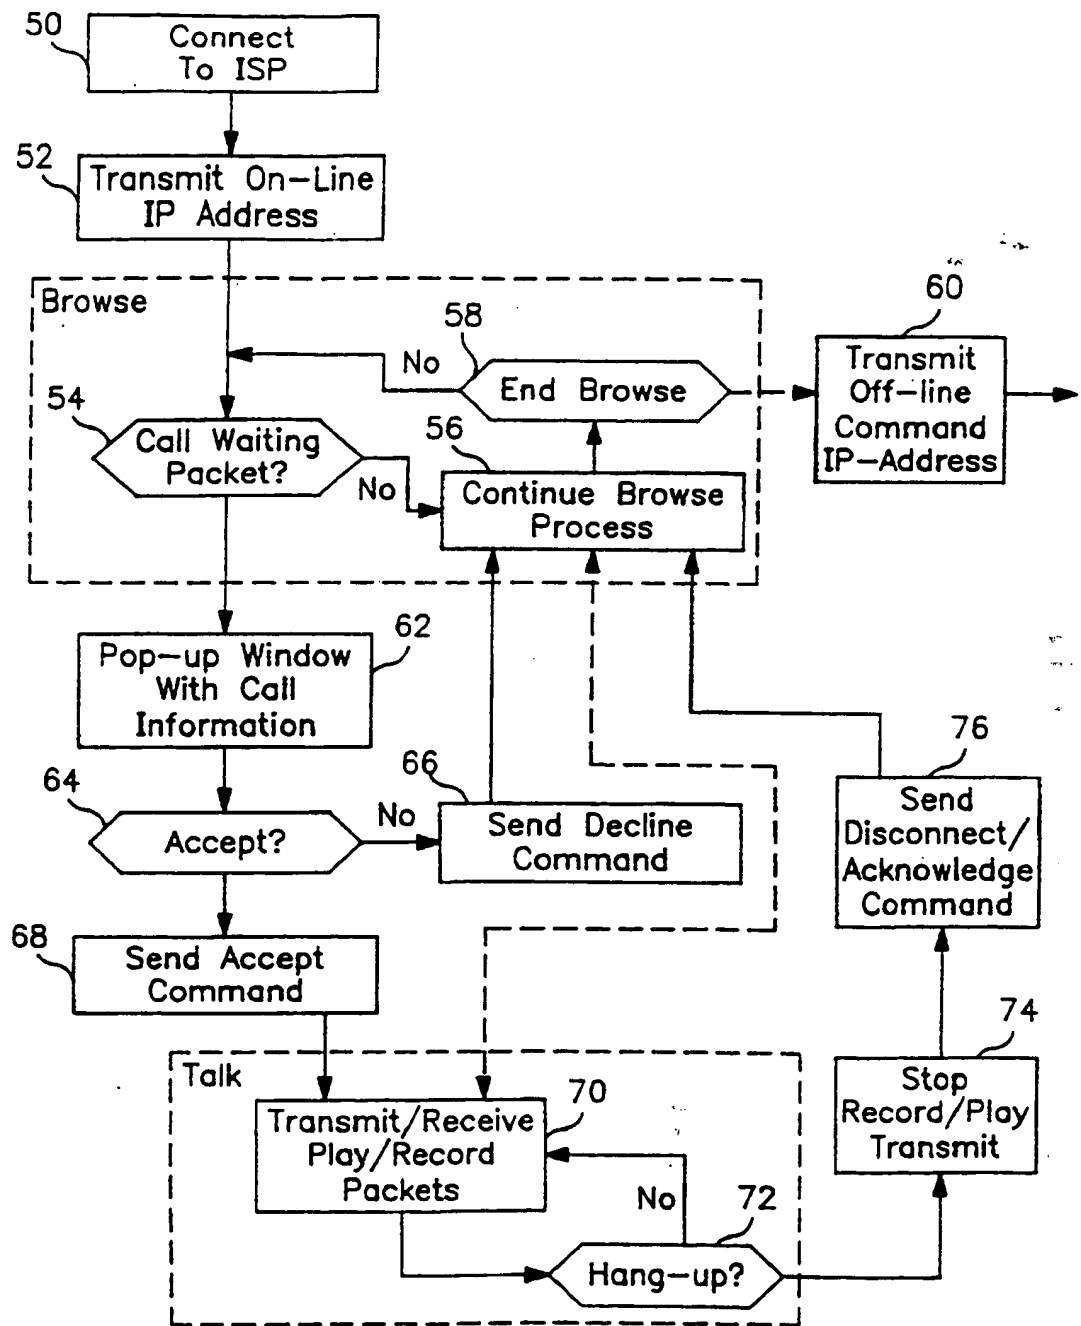 50
Connect
To ISP
52
Transmit On-Line
IP Address
Browse
58
No
End Browse
60
Transmit
Off-line
Command
IP-Address
54
Call Waiting
Packet?
No
56
Continue Browse
Process
62
Pop-up Window
With Call
Information
64
Accept?
No
66
Send Decline
Command
76
Send
Disconnect/
Acknowledge
Command
68
Send Accept
Command
74
Stop
Record/Play
Transmit
Talk
70
Transmit/Receive
Play/Record
Packets
No
72
Hang-up?